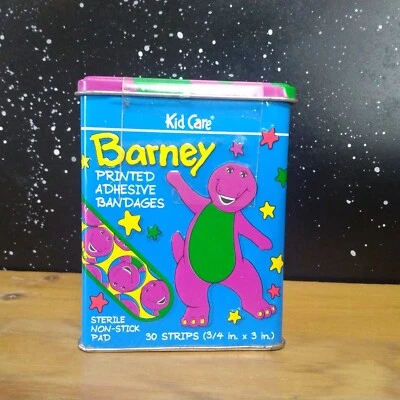 Kid Care®
Barney
PRINTED
ADHESIVE
BANDAGES
STERILE
NON-STICK
PAD
30 STRIPS (3/4 in. x 3 in.)